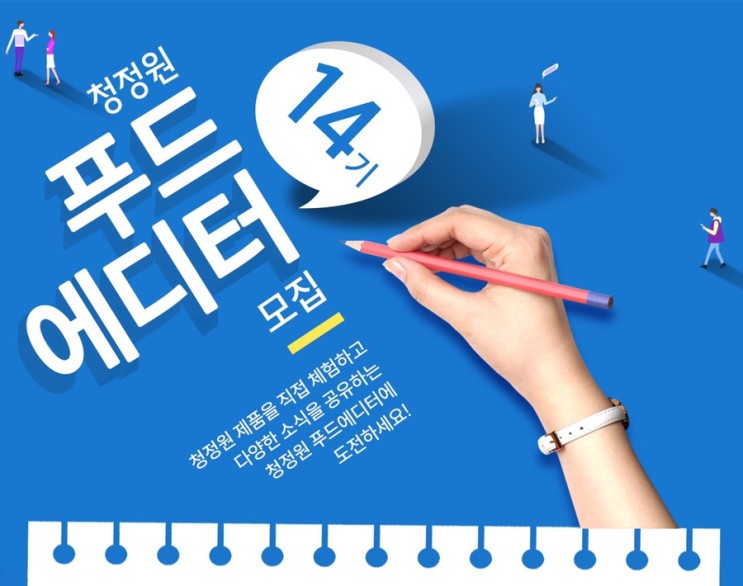 청정원
푸드
에디터
모집
14기
청정원 제품을 직접 체험하고
다양한 소식을 공유하는
청정원 푸드에디터에
도전하세요!